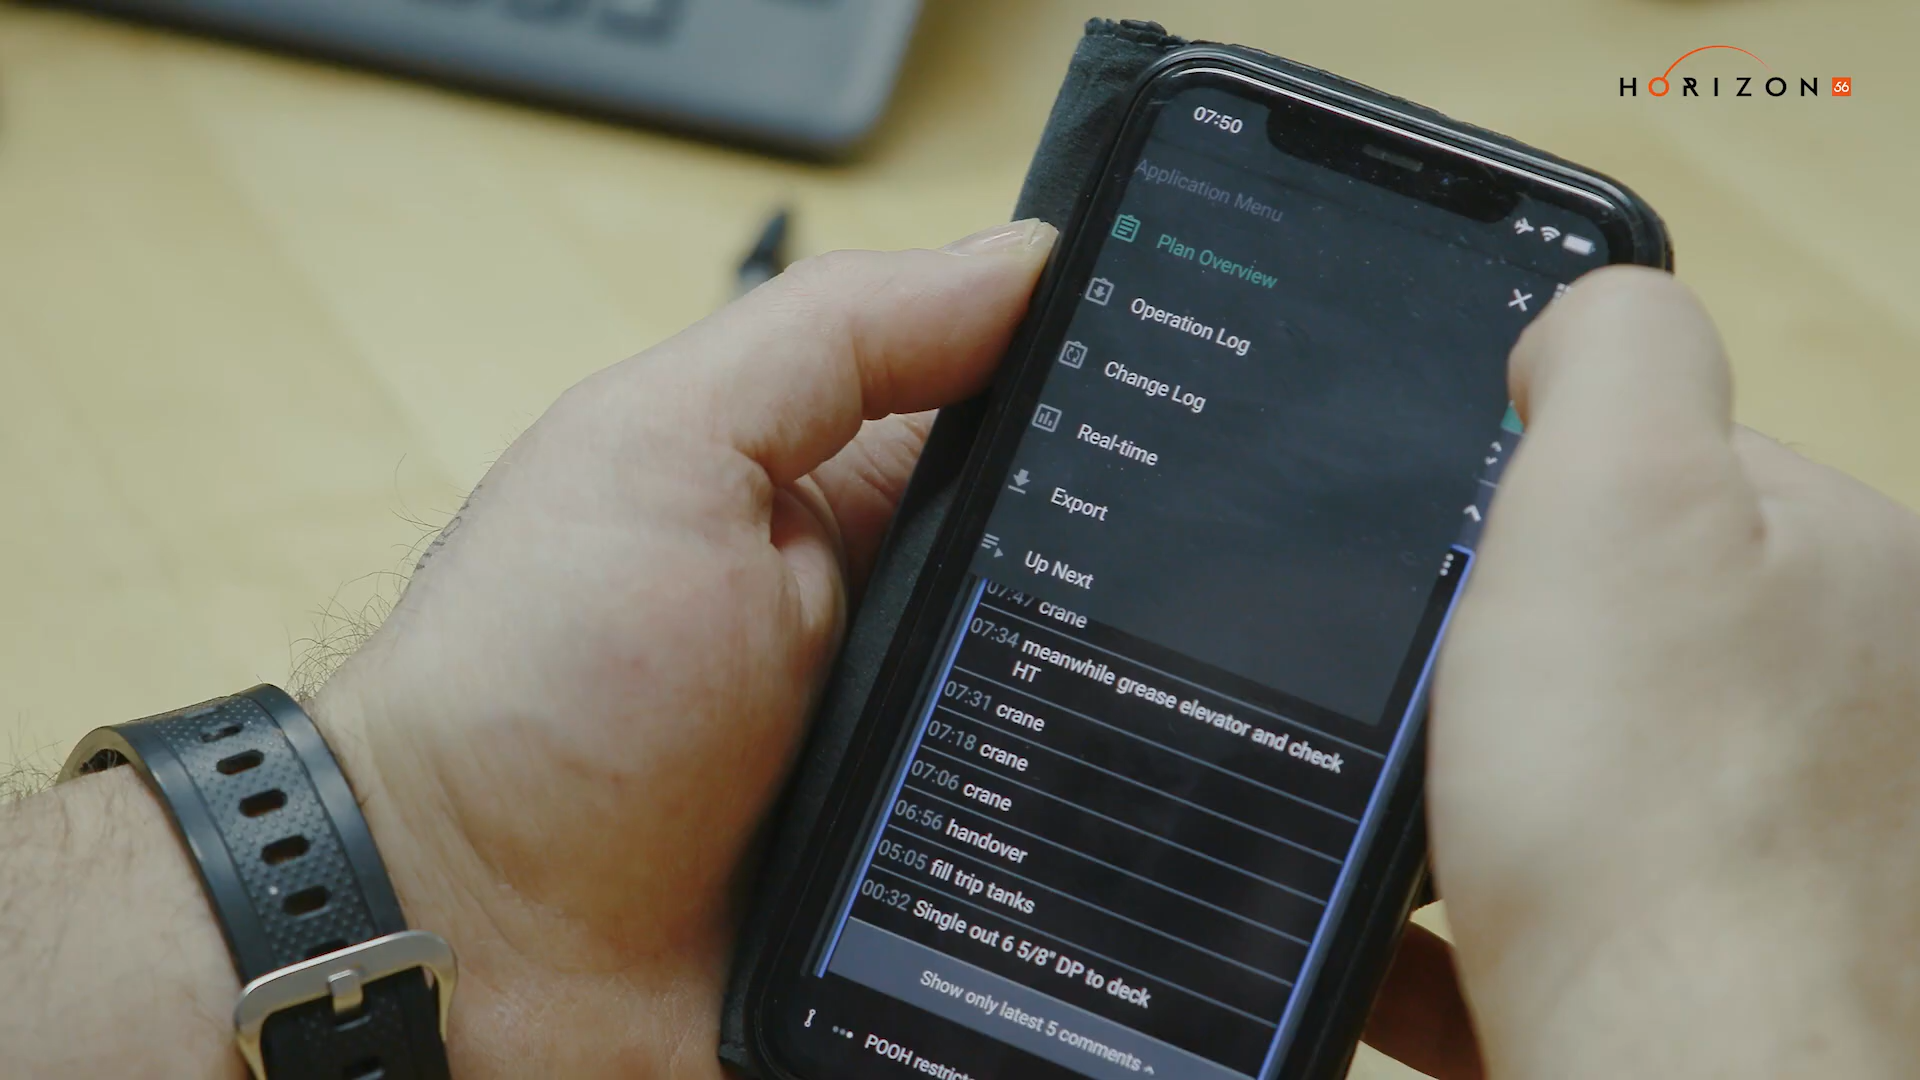 HORIZON 56
07:50
Application Menu
Plan Overview
Operation Log
Change Log
Real-time
Export
Up Next
07:47 crane
07:34 meanwhile grease elevator and check
HT
07:31 crane
07:18 crane
07:06 crane
06:56 handover
05:05 fill trip tanks
00:32 Single out 6 5/8" DP to deck
Show only latest 5 comments
POOH